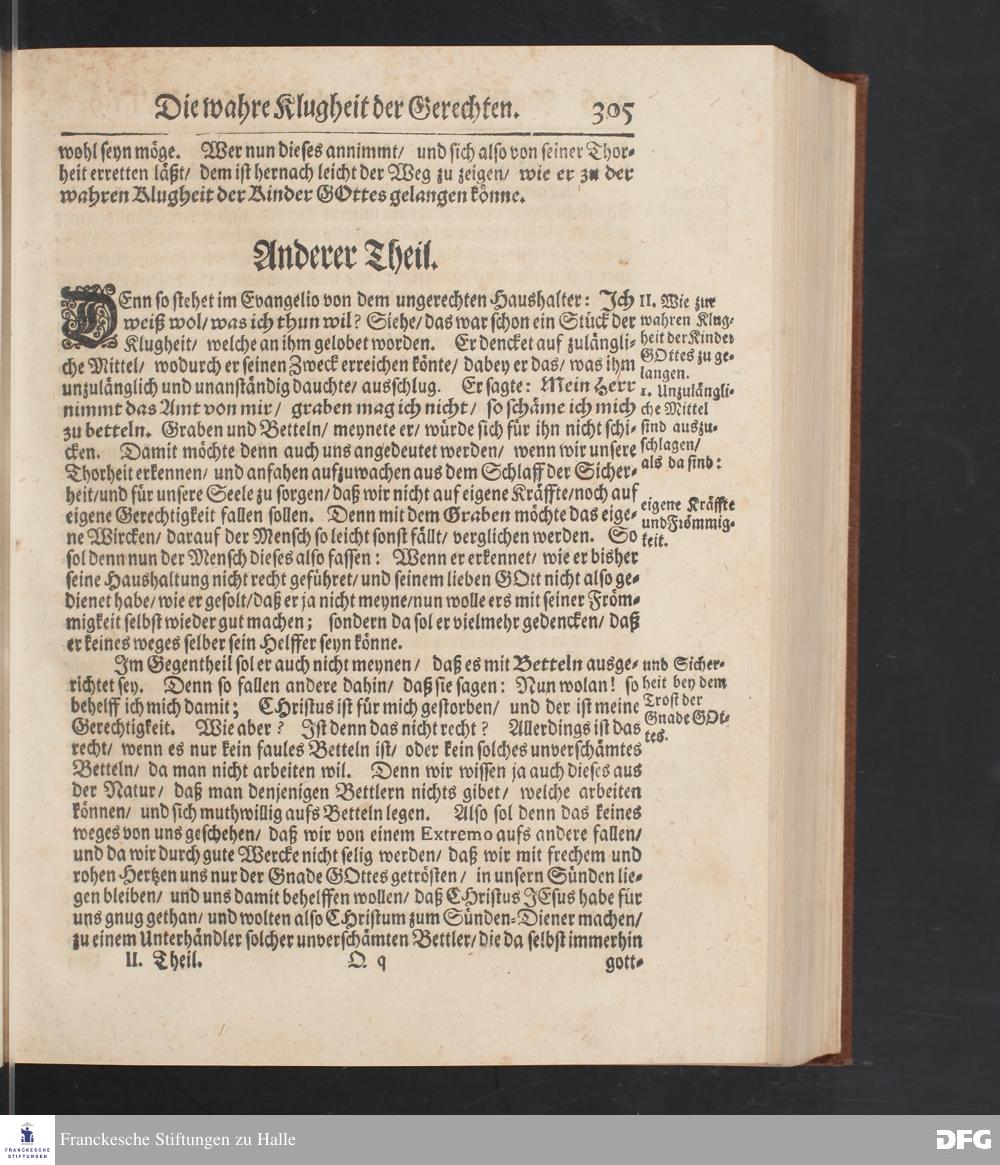 Die wahre Klugheit der Gerechten. 305
wohl seyn möge. Wer nun dieses annimmt/ und sich also von seiner Thor-
heit erretten läßt/ dem ist hernach leicht der Weg zu zeigen/ wie er zu der
wahren Klugheit der Kinder GOttes gelangen könne.
Anderer Theil.
DEnn so stehet im Evangelio von dem ungerechten Haushalter: Ich
weiß wol/ was ich thun wil? Siehe/ das war schon ein Stück der
Klugheit/ welche an ihm gelobet worden. Er dencket auf zulängli-
che Mittel/ wodurch er seinen Zweck erreichen könte/ dabey er das/ was ihm
unzulänglich und unanständig dauchte/ ausschlug. Er sagte: Mein Herr
nimmt das Amt von mir/ graben mag ich nicht/ so schäme ich mich
zu betteln. Graben und Betteln/ meynete er/ würde sich für ihn nicht schi-
cken. Damit möchte denn auch uns angedeutet werden/ wenn wir unsere
Thorheit erkennen/ und anfahen aufzuwachen aus dem Schlaff der Sicher-
heit/ und für unsere Seele zu sorgen/ daß wir nicht auf eigene Kräffte/ noch auf
eigene Gerechtigkeit fallen sollen. Denn mit dem Graben möchte das eige-
ne Wircken/ darauf der Mensch so leicht sonst fällt/ verglichen werden. So
sol denn nun der Mensch dieses also fassen: Wenn er erkennet/ wie er bisher
seine Haushaltung nicht recht geführet/ und seinem lieben GOtt nicht also ge-
dienet habe/ wie er gesolt/ daß er ja nicht meyne/ nun wolle ers mit seiner Fröm-
migkeit selbst wieder gut machen; sondern da sol er vielmehr gedencken/ daß
er keines weges selber sein Helffer seyn könne.
Im Gegentheil sol er auch nicht meynen/ daß es mit Betteln ausge-
richtet sey. Denn so fallen andere dahin/ daß sie sagen: Nun wolan! so
behelff ich mich damit; CHristus ist für mich gestorben/ und der ist meine
Gerechtigkeit. Wie aber? Ist denn das nicht recht? Allerdings ist das
recht/ wenn es nur kein faules Betteln ist/ oder kein solches unverschämtes
Betteln/ da man nicht arbeiten wil. Denn wir wissen ja auch dieses aus
der Natur/ daß man denjenigen Bettlern nichts gibet/ welche arbeiten
können/ und sich muthwillig aufs Betteln legen. Also sol denn das keines
weges von uns geschehen/ daß wir von einem Extremo aufs andere fallen/
und da wir durch gute Wercke nicht selig werden/ daß wir mit frechem und
rohen Hertzen uns nur der Gnade GOttes getrösten/ in unsern Sünden lie-
gen bleiben/ und uns damit behelffen wollen/ daß CHristus JEsus habe für
uns gnug gethan/ und wolten also CHristum zum Sünden-Diener machen/
zu einem Unterhändler solcher unverschämten Bettler/ die da selbst immerhin
II. Theil. Q q gott-
II. Wie zur
wahren Klug-
heit der Kinder
GOttes zu ge-
langen.
1. Unzulängli-
che Mittel
sind auszu-
schlagen/
als da sind:
eigene Kräffte
und Frömmig-
keit.
und Sicher-
heit bey dem
Trost der
Gnade GOt-
tes.
FRANCKESCHE
STIFTUNGEN
Franckesche Stiftungen zu Halle
DFG